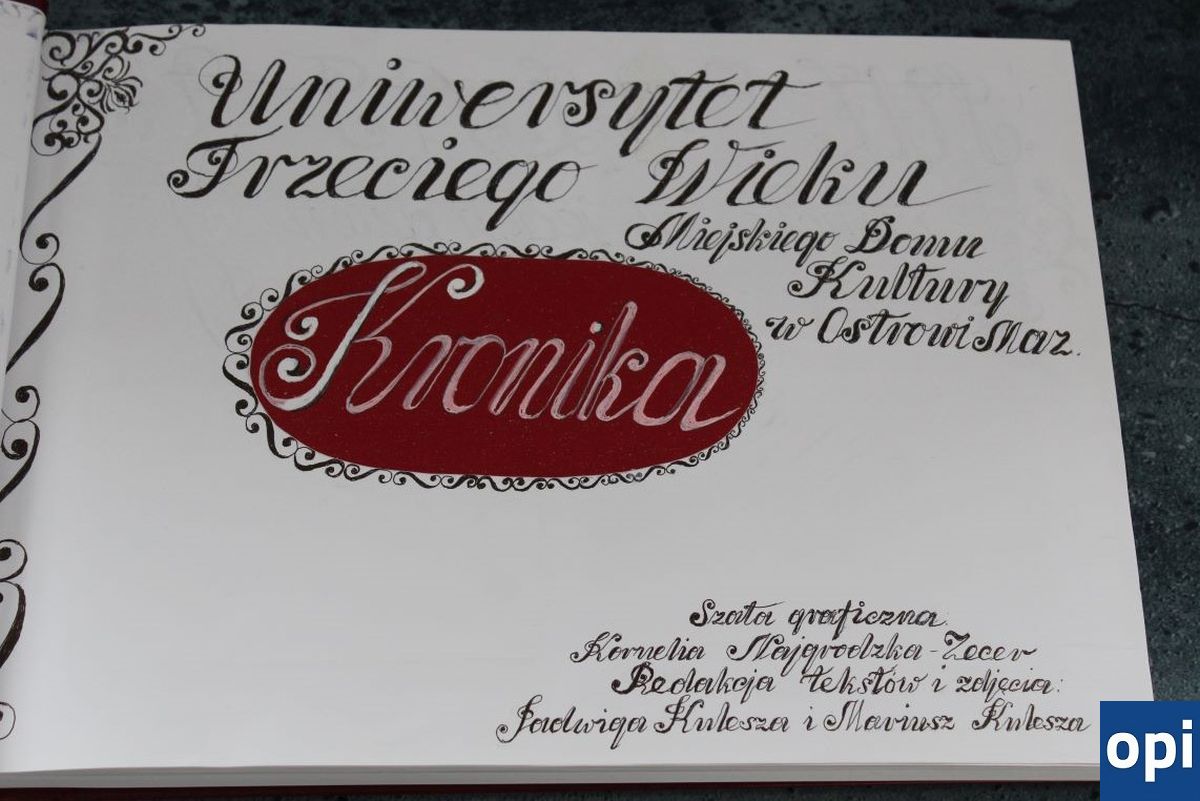 Uniwersytet
Trzeciego Wieku
Miejskiego Domu
Kultury
w Ostrowi Maz.
Kronika
Szata graficzna:
Kornelia Najgrodzka-Zecer
Redakcja tekstów i zdjęcia:
Jadwiga Kulesza i Mariusz Kulesza
opi